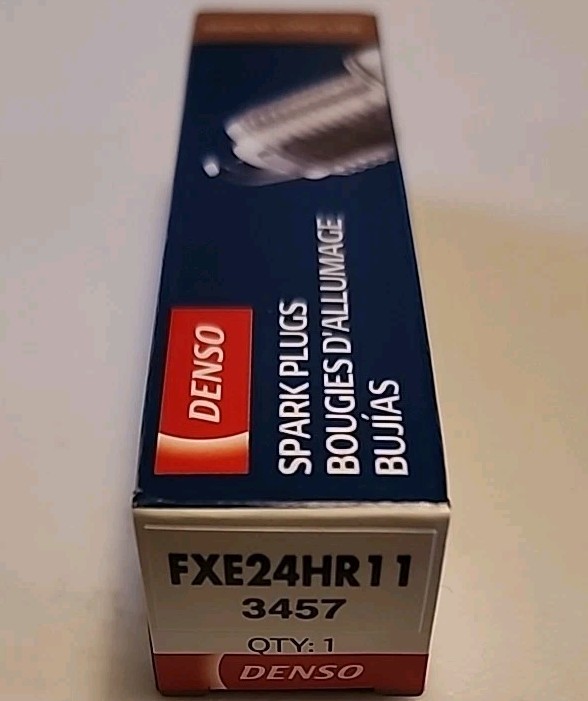 DENSO
SPARK PLUGS
BOUGIES D'ALLUMAGE
BUJÍAS
FXE24HR11
3457
QTY: 1
DENSO